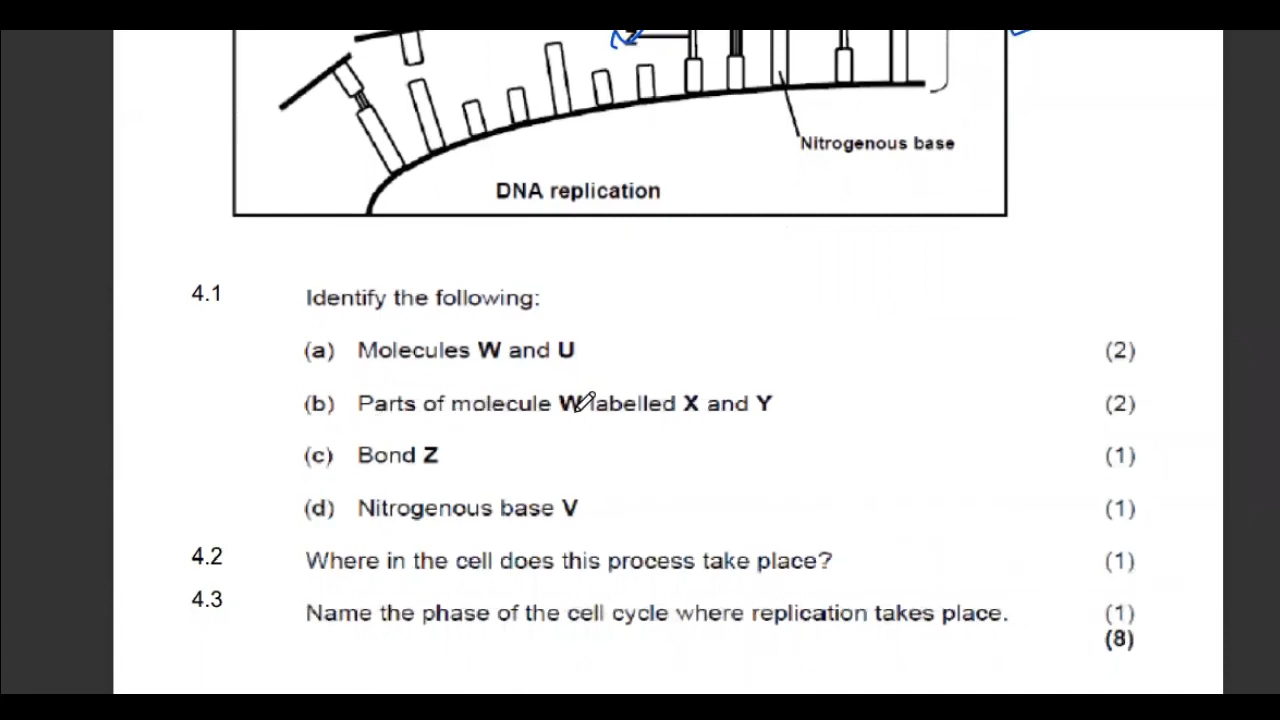 Nitrogenous base
DNA replication
4.1 Identify the following:
(a) Molecules W and U (2)
(b) Parts of molecule W labelled X and Y (2)
(c) Bond Z (1)
(d) Nitrogenous base V (1)
4.2 Where in the cell does this process take place? (1)
4.3 Name the phase of the cell cycle where replication takes place. (1)
(8)